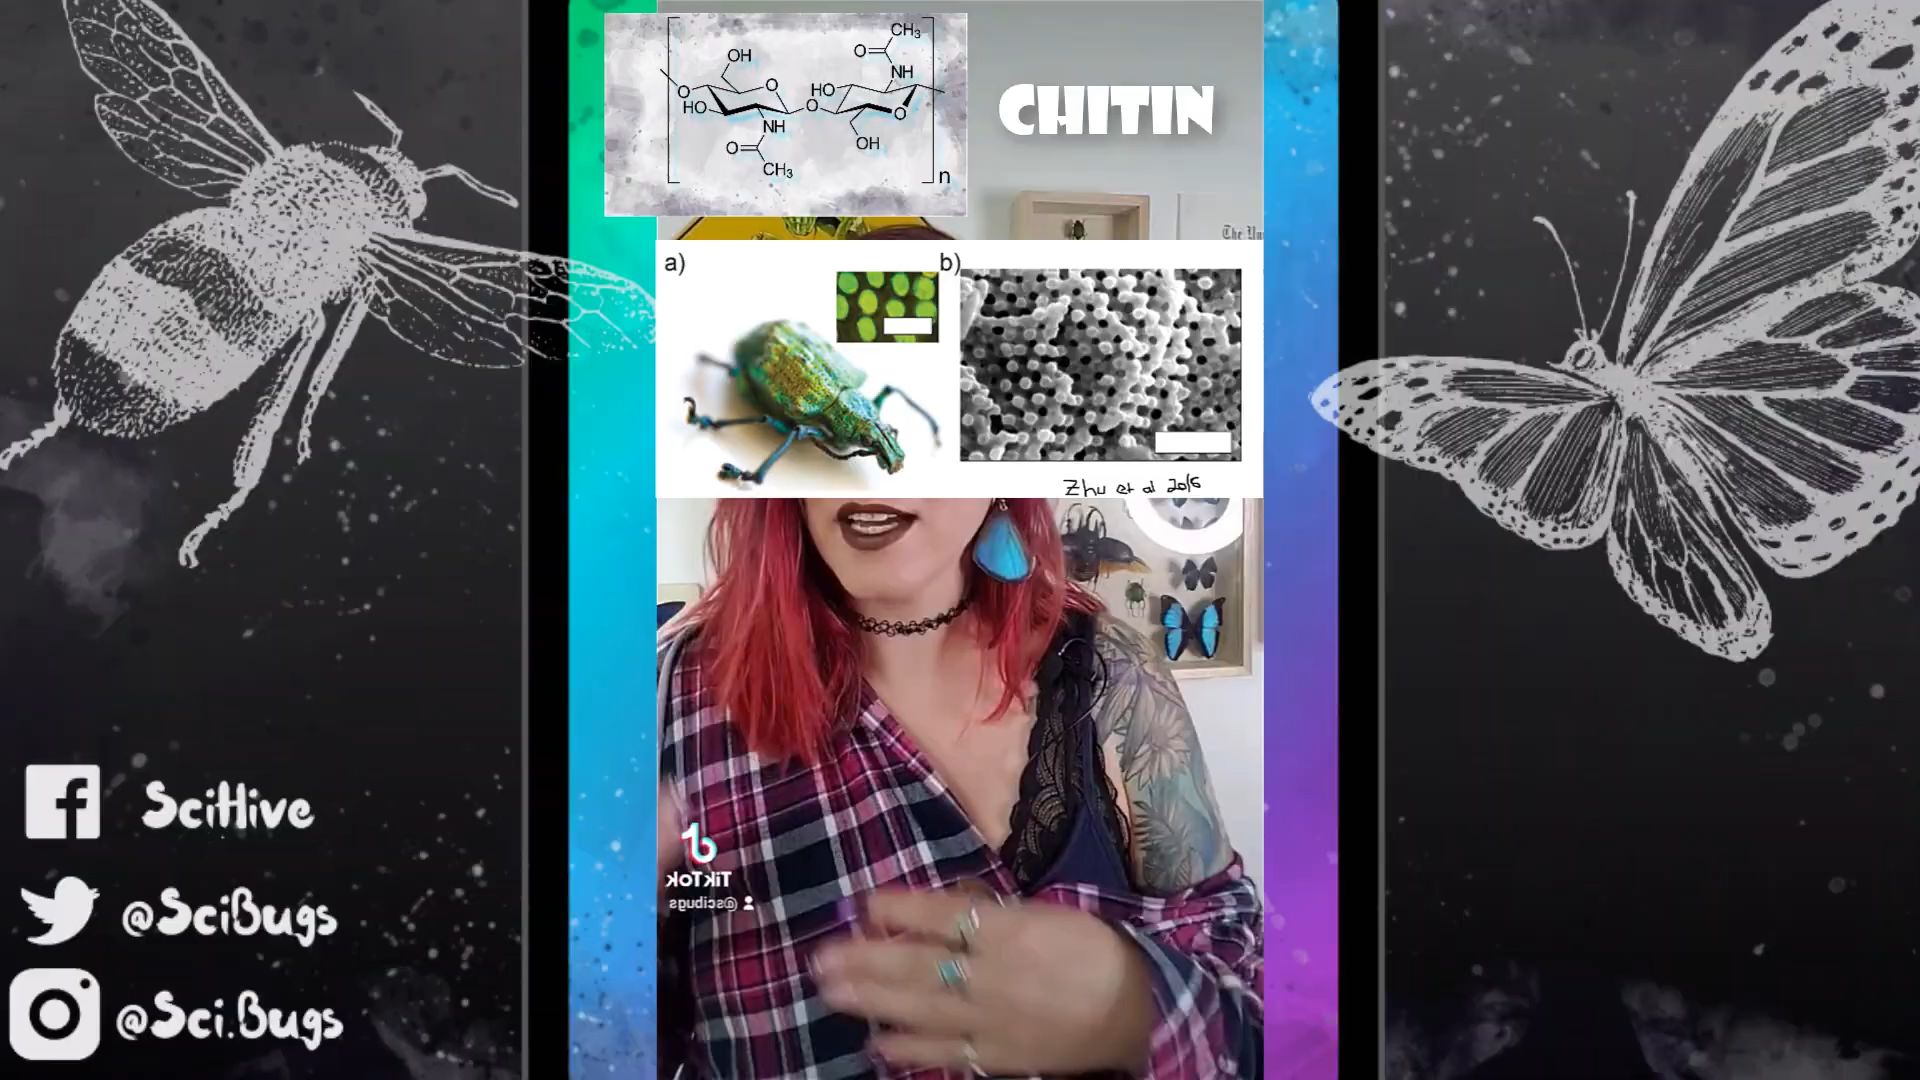 CH₃
O
NH
OH
O
HO
O
HO
NH
O
O
OH
O
CH₃
n
CHITIN
The
a)
b)
Zhu et al 2015
TikTok
@scibugs
SciHive
@SciBugs
@Sci.Bugs